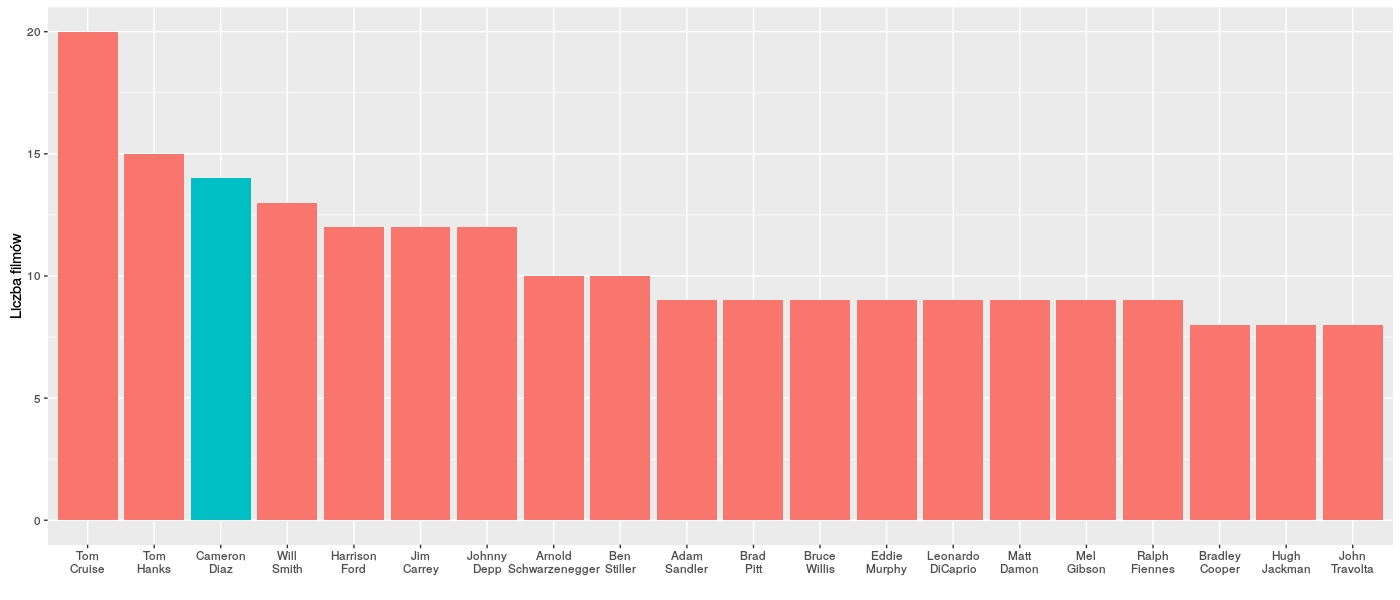 Liczba filmów
20
15
10
5
0
Tom Cruise
Tom Hanks
Cameron Diaz
Will Smith
Harrison Ford
Jim Carrey
Johnny Depp
Arnold Schwarzenegger
Ben Stiller
Adam Sandler
Brad Pitt
Bruce Willis
Eddie Murphy
Leonardo DiCaprio
Matt Damon
Mel Gibson
Ralph Fiennes
Bradley Cooper
Hugh Jackman
John Travolta